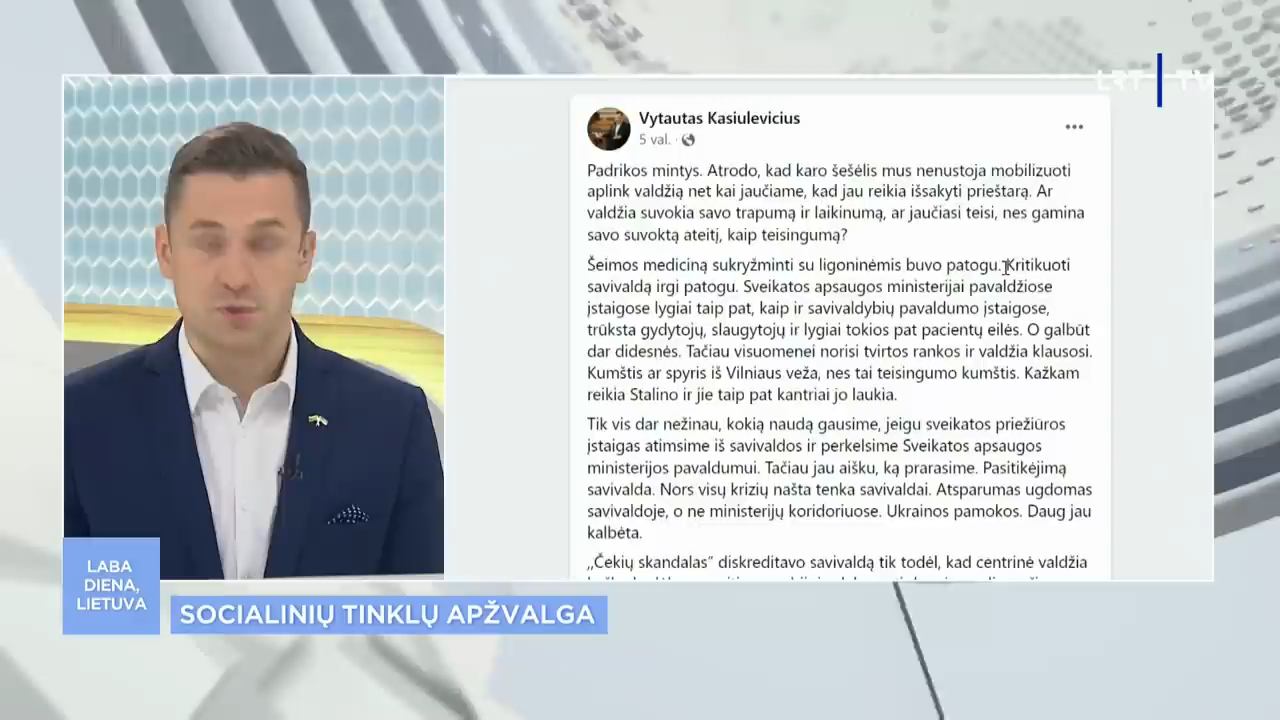 LRT TV
Vytautas Kasiulevicius
5 val.
Padrikos mintys. Atrodo, kad karo šešėlis mus nenustoja mobilizuoti
aplink valdžią net kai jaučiame, kad jau reikia išsakyti prieštarą. Ar
valdžia suvokia savo trapumą ir laikinumą, ar jaučiasi teisi, nes gamina
savo suvoktą ateitį, kaip teisingumą?
Šeimos mediciną sukryžminti su ligoninėmis buvo patogu. Kritikuoti
savivaldą irgi patogu. Sveikatos apsaugos ministerijai pavaldžiose
įstaigose lygiai taip pat, kaip ir savivaldybių pavaldumo įstaigose,
trūksta gydytojų, slaugytojų ir lygiai tokios pat pacientų eilės. O galbūt
dar didesnės. Tačiau visuomenei norisi tvirtos rankos ir valdžia klausosi.
Kumštis ar spyris iš Vilniaus veža, nes tai teisingumo kumštis. Kažkam
reikia Stalino ir jie taip pat kantriai jo laukia.
Tik vis dar nežinau, kokią naudą gausime, jeigu sveikatos priežiūros
įstaigas atimsime iš savivaldos ir perkelsime Sveikatos apsaugos
ministerijos pavaldumui. Tačiau jau aišku, ką prarasime. Pasitikėjimą
savivalda. Nors visų krizių našta tenka savivaldai. Atsparumas ugdomas
savivaldoje, o ne ministerijų koridoriuose. Ukrainos pamokos. Daug jau
kalbėta.
„Čekių skandalas" diskreditavo savivaldą tik todėl, kad centrinė valdžia
LABA
DIENA,
LIETUVA
SOCIALINIŲ TINKLŲ APŽVALGA